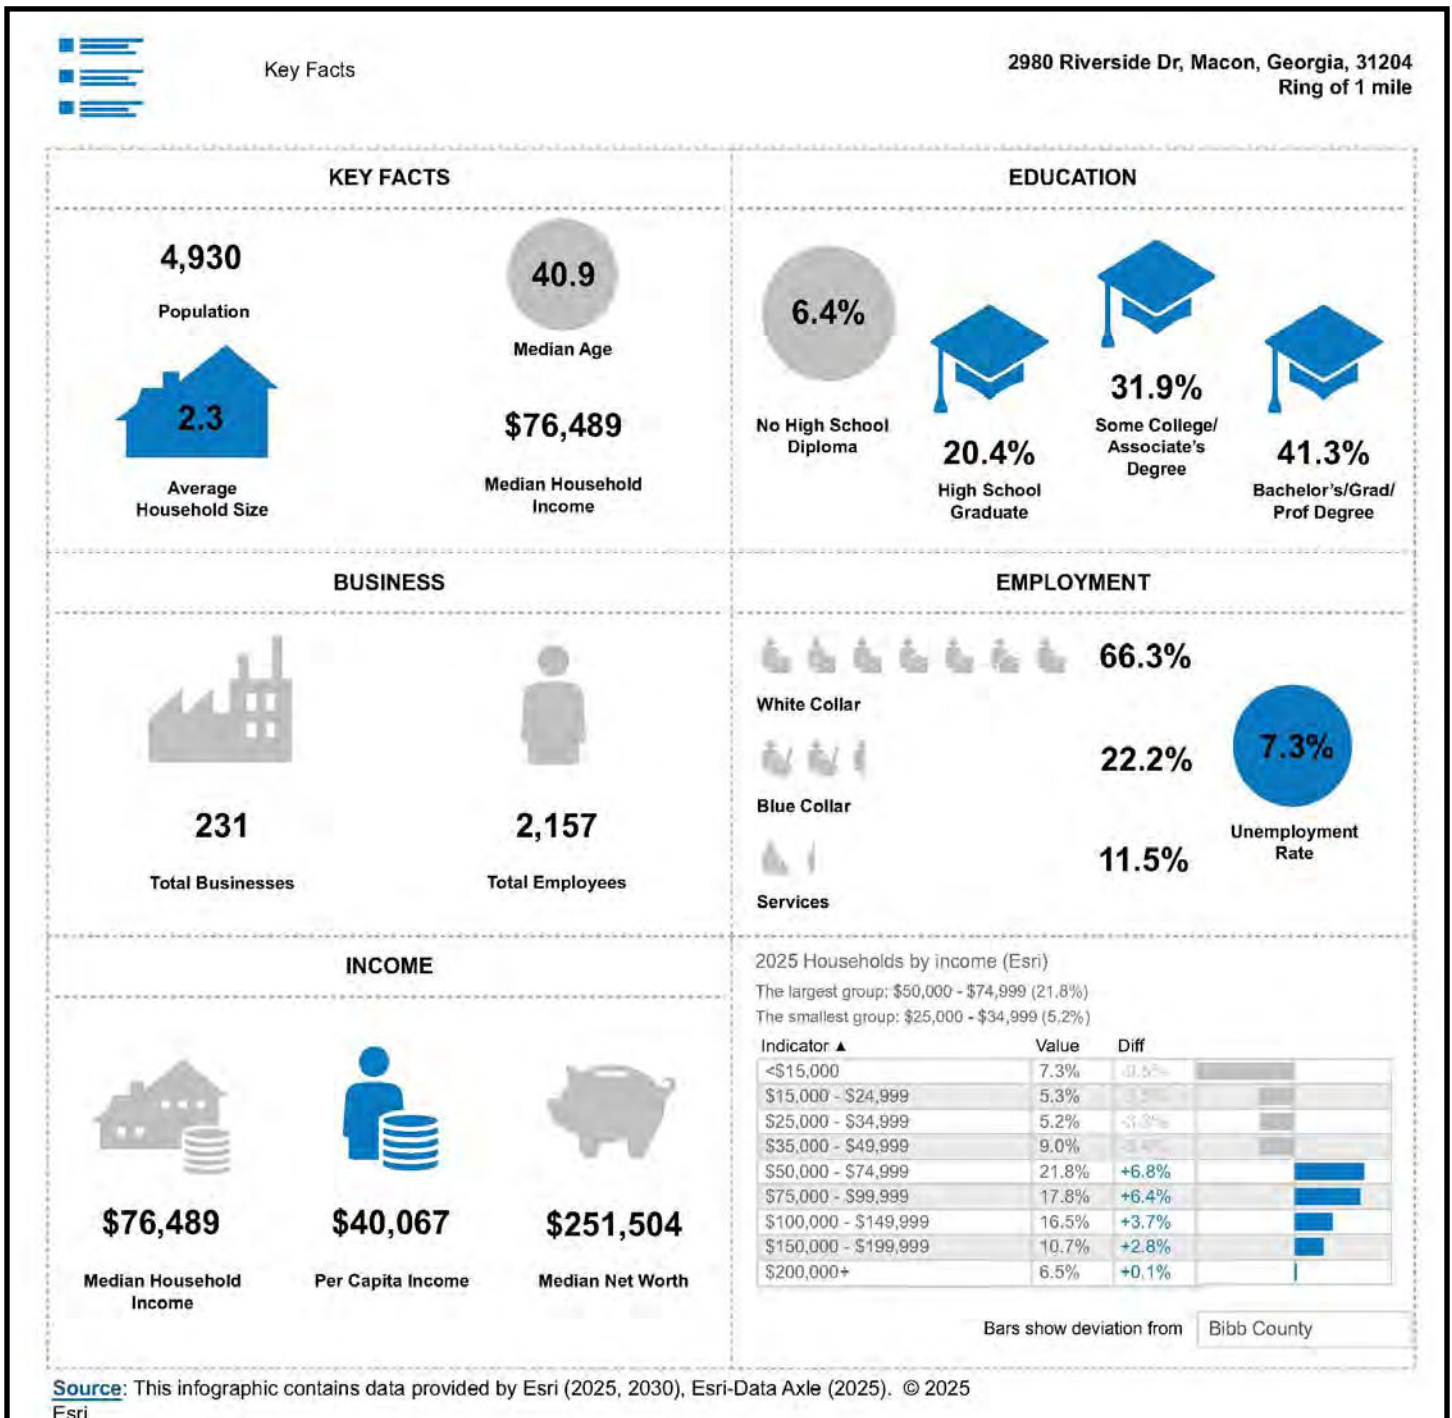 Key Facts
2980 Riverside Dr, Macon, Georgia, 31204
Ring of 1 mile
KEY FACTS
4,930
Population
40.9
Median Age
2.3
Average
Household Size
$76,489
Median Household
Income
EDUCATION
6.4%
No High School
Diploma
20.4%
High School
Graduate
31.9%
Some College/
Associate's
Degree
41.3%
Bachelor's/Grad/
Prof Degree
BUSINESS
231
Total Businesses
2,157
Total Employees
EMPLOYMENT
66.3%
White Collar
22.2%
Blue Collar
11.5%
Services
7.3%
Unemployment
Rate
INCOME
$76,489
Median Household
Income
$40,067
Per Capita Income
$251,504
Median Net Worth
2025 Households by income (Esri)
The largest group: $50,000 - $74,999 (21.8%)
The smallest group: $25,000 - $34,999 (5.2%)
Indicator ▲ Value Diff
<$15,000 7.3%
$15,000 - $24,999 5.3%
$25,000 - $34,999 5.2% -3.3%
$35,000 - $49,999 9.0%
$50,000 - $74,999 21.8% +6.8%
$75,000 - $99,999 17.8% +6.4%
$100,000 - $149,999 16.5% +3.7%
$150,000 - $199,999 10.7% +2.8%
$200,000+ 6.5% +0.1%
Bars show deviation from Bibb County
Source: This infographic contains data provided by Esri (2025, 2030), Esri-Data Axle (2025). © 2025
Esri